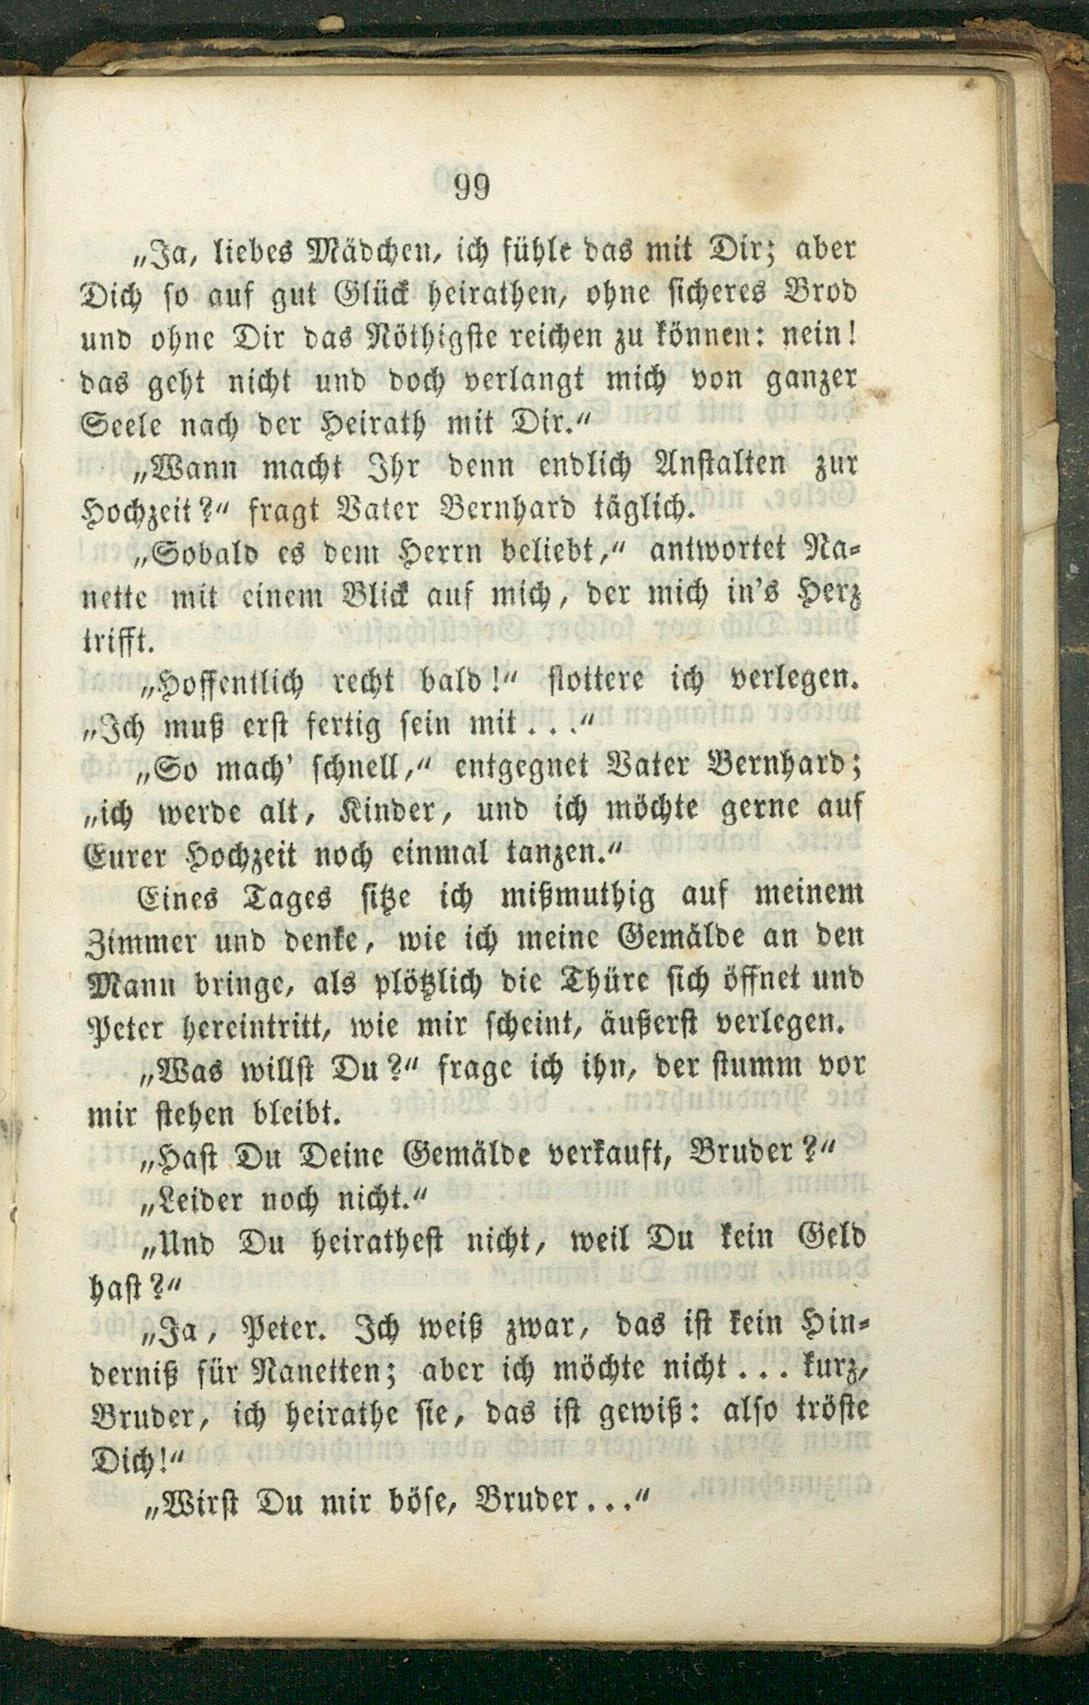 99
„Ja, liebes Mädchen, ich fühle das mit Dir; aber
Dich so auf gut Glück heirathen, ohne sicheres Brod
und ohne Dir das Nöthigste reichen zu können: nein!
das geht nicht und doch verlangt mich von ganzer
Seele nach der Heirath mit Dir.“
„Wann macht Ihr denn endlich Anstalten zur
Hochzeit?“ fragt Vater Bernhard täglich.
„Sobald es dem Herrn beliebt,“ antwortet Na-
nette mit einem Blick auf mich, der mich in's Herz
trifft.
„Hoffentlich recht bald!“ stottere ich verlegen.
„Ich muß erst fertig sein mit...“
„So mach' schnell,“ entgegnet Vater Bernhard;
„ich werde alt, Kinder, und ich möchte gerne auf
Eurer Hochzeit noch einmal tanzen.“
Eines Tages sitze ich mißmuthig auf meinem
Zimmer und denke, wie ich meine Gemälde an den
Mann bringe, als plötzlich die Thüre sich öffnet und
Peter hereintritt, wie mir scheint, äußerst verlegen.
„Was willst Du?“ frage ich ihn, der stumm vor
mir stehen bleibt.
„Hast Du Deine Gemälde verkauft, Bruder?“
„Leider noch nicht.“
„Und Du heirathest nicht, weil Du kein Geld
hast?“
„Ja, Peter. Ich weiß zwar, das ist kein Hin-
derniß für Nanetten; aber ich möchte nicht... kurz,
Bruder, ich heirathe sie, das ist gewiß: also tröste
Dich!“
„Wirst Du mir böse, Bruder...“